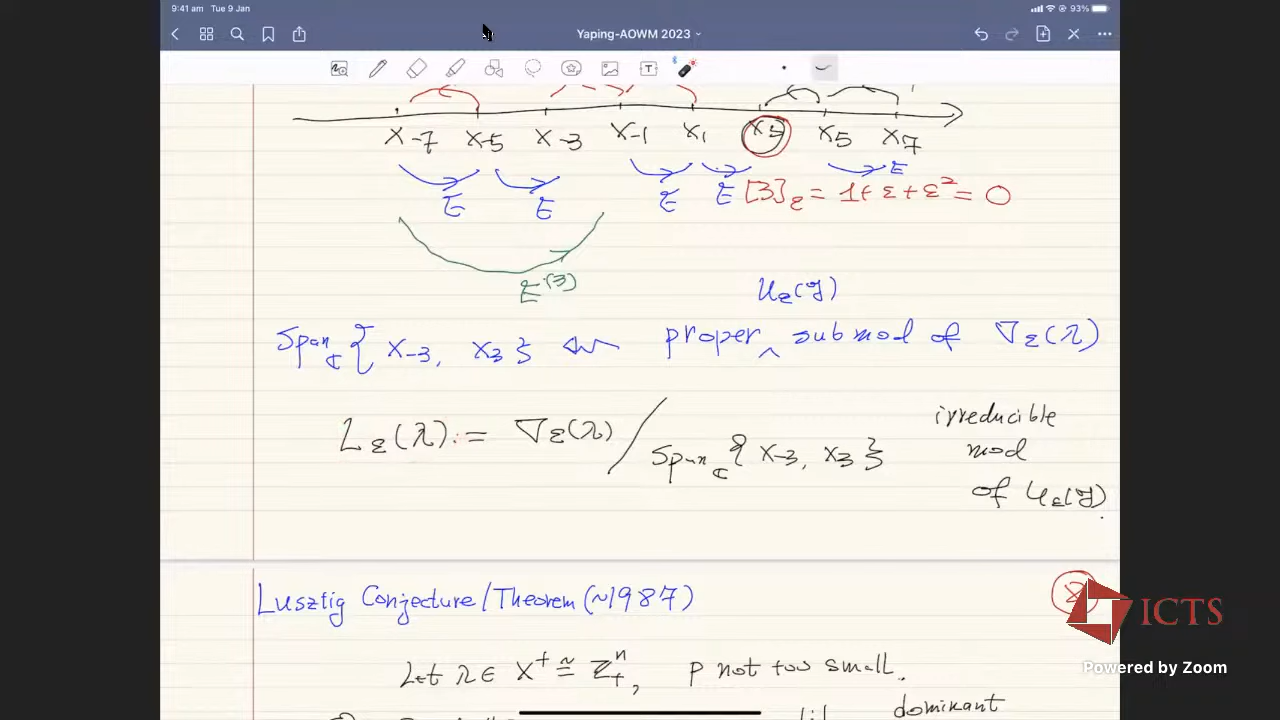 9:41 am Tue 9 Jan
93%
Yaping-AOWM 2023
x-7 x-5 x-3 x-1 x1 x3 x5 x7
E E E E E
[3]ε = 1+ε+ε² = 0
E(3)
Uε(g)
Span ℂ { x-3, x3 } ⇜ proper ^ submod of ∇ε(λ)
Lε(λ) := ∇ε(λ) / Span ℂ { x-3, x3 }
irreducible
mod
of Uε(g).
Lusztig Conjecture/Theorem (~1987)
ICTS
Let λ ∈ X⁺ ≅ ℤ₊ⁿ, p not too small.
Powered by Zoom
dominant